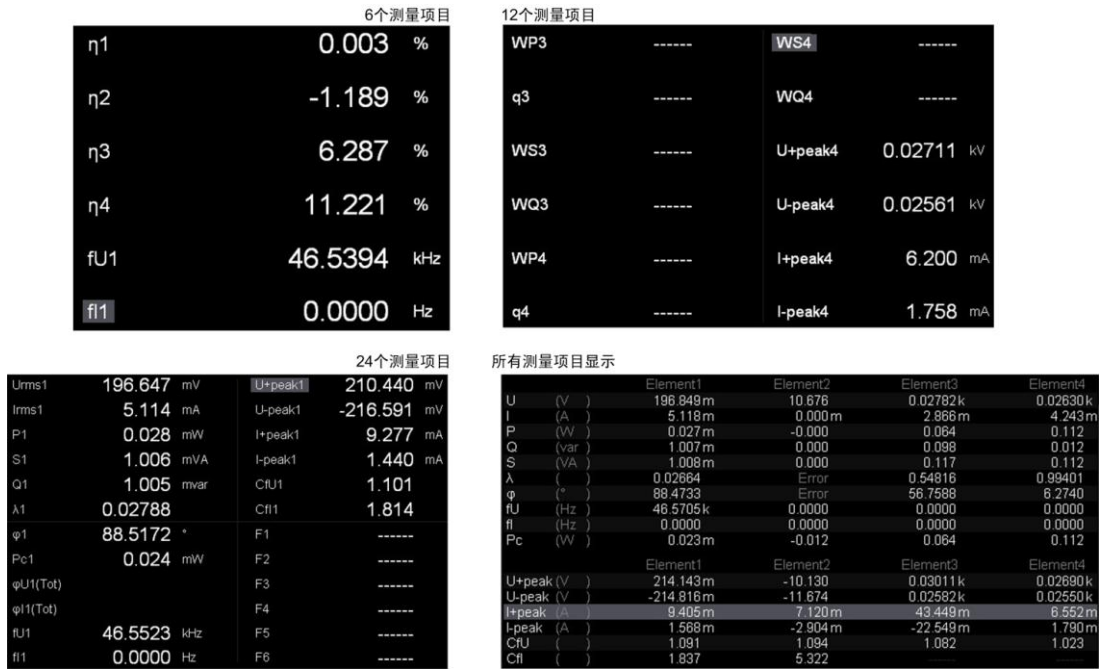 6个测量项目
η1 0.003 %
η2 -1.189 %
η3 6.287 %
η4 11.221 %
fU1 46.5394 kHz
fI1 0.0000 Hz
12个测量项目
WP3 ------ WS4 ------
q3 ------ WQ4 ------
WS3 ------ U+peak4 0.02711 kV
WQ3 ------ U-peak4 0.02561 kV
WP4 ------ I+peak4 6.200 mA
q4 ------ I-peak4 1.758 mA
24个测量项目
Urms1 196.647 mV U+peak1 210.440 mV
Irms1 5.114 mA U-peak1 -216.591 mV
P1 0.028 mW I+peak1 9.277 mA
S1 1.006 mVA I-peak1 1.440 mA
Q1 1.005 mvar CfU1 1.101
λ1 0.02788 CfI1 1.814
φ1 88.5172 ° F1 ------
Pc1 0.024 mW F2 ------
φU1(Tot) F3 ------
φI1(Tot) F4 ------
fU1 46.5523 kHz F5 ------
fI1 0.0000 Hz F6 ------
所有测量项目显示
Element1 Element2 Element3 Element4
U (V ) 196.849m 10.676 0.02782k 0.02630k
I (A ) 5.118m 0.000m 2.866m 4.243m
P (W ) 0.027m -0.000 0.064 0.112
Q (var ) 1.007m 0.000 0.098 0.012
S (VA ) 1.008m 0.000 0.117 0.112
λ ( ) 0.02664 Error 0.54816 0.99401
φ (° ) 88.4733 Error 56.7588 6.2740
fU (Hz ) 46.5705k 0.0000 0.0000 0.0000
fI (Hz ) 0.0000 0.0000 0.0000 0.0000
Pc (W ) 0.023m -0.012 0.064 0.112
Element1 Element2 Element3 Element4
U+peak (V ) 214.143m -10.130 0.03011k 0.02690k
U-peak (V ) -214.816m -11.674 0.02582k 0.02550k
I+peak (A ) 9.405m 7.120m 43.449m 6.552m
I-peak (A ) 1.568m -2.904m -22.549m 1.790m
CfU ( ) 1.091 1.094 1.082 1.023
CfI ( ) 1.837 5.322